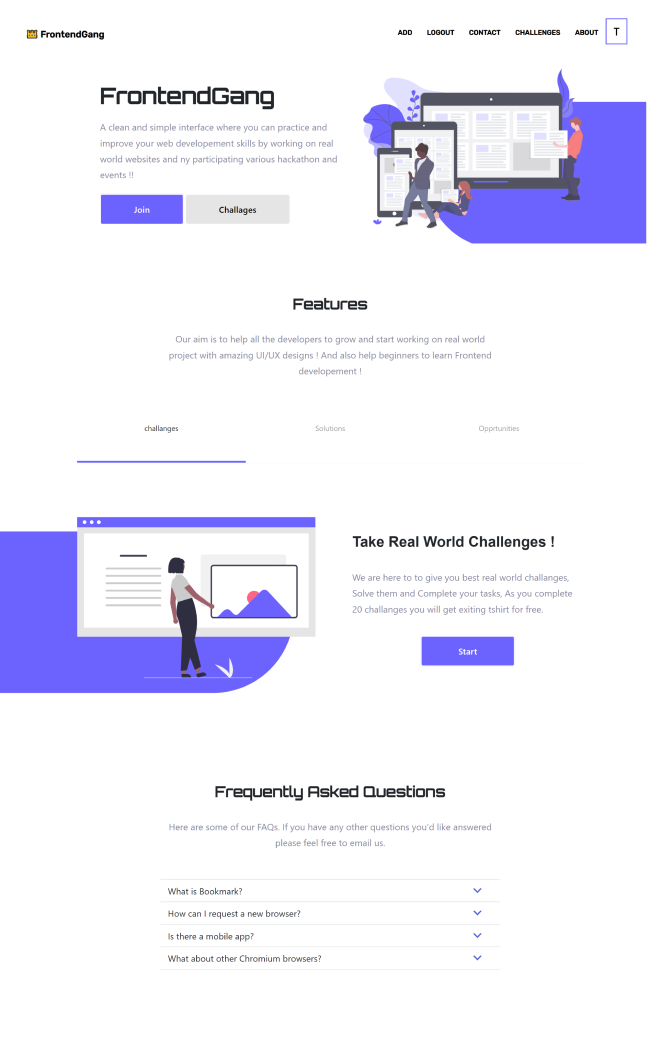 FrontendGang
ADD LOGOUT CONTACT CHALLENGES ABOUT T
FrontendGang
A clean and simple interface where you can practice and
improve your web developement skills by working on real
world websites and ny participating various hackathon and
events !!
Join Challages
Features
Our aim is to help all the developers to grow and start working on real world
project with amazing UI/UX designs ! And also help beginners to learn Frontend
developement !
challanges Solutions Opprtunities
Take Real World Challenges !
We are here to to give you best real world challanges,
Solve them and Complete your tasks, As you complete
20 challanges you will get exiting tshirt for free.
Start
Frequently Asked Questions
Here are some of our FAQs. If you have any other questions you'd like answered
please feel free to email us.
What is Bookmark?
How can I request a new browser?
Is there a mobile app?
What about other Chromium browsers?